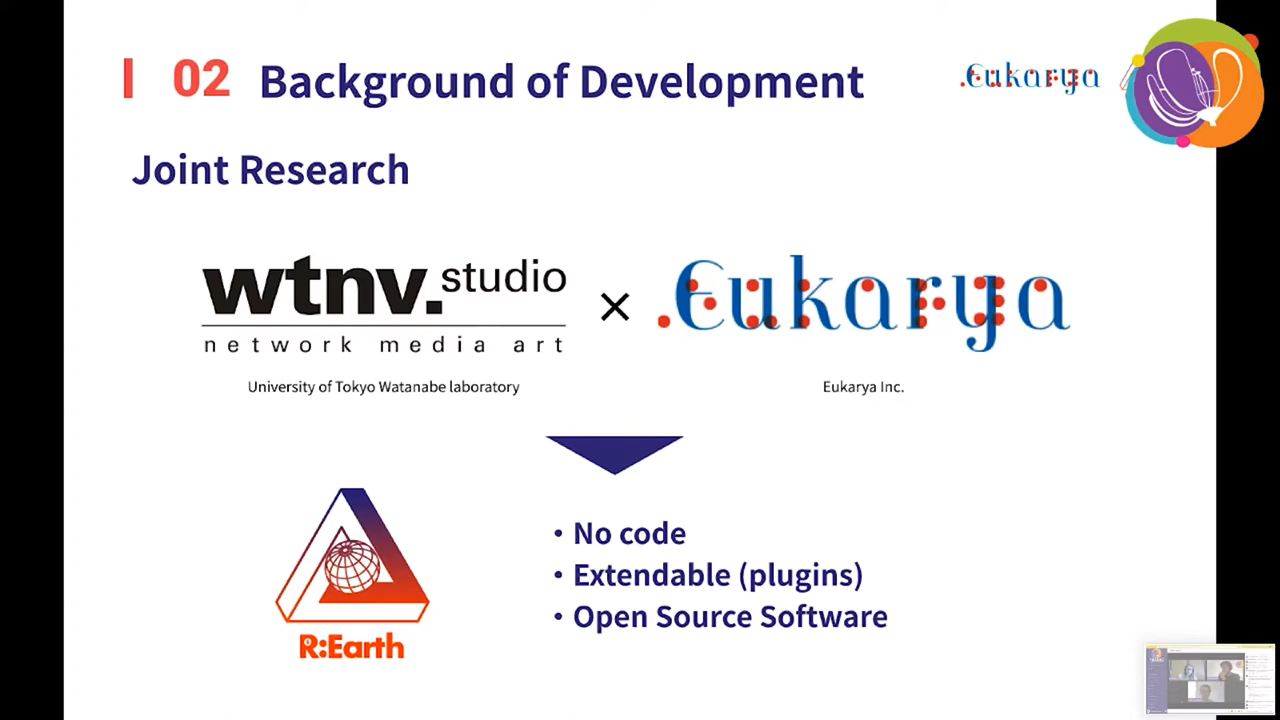 02 Background of Development
Eukarya
Joint Research
wtnv.studio
network media art
×
.Eukarya
University of Tokyo Watanabe laboratory
Eukarya Inc.
R:Earth
• No code
• Extendable (plugins)
• Open Source Software